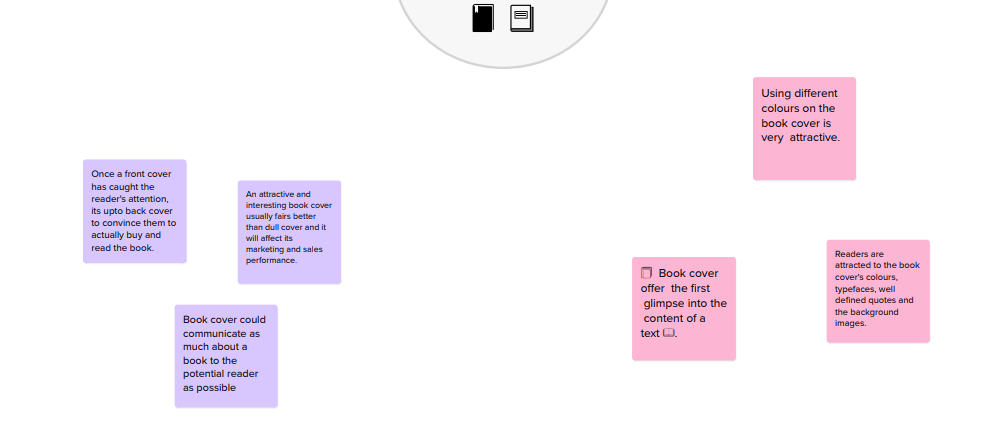 Using different
colours on the
book cover is
very attractive.
Once a front cover
has caught the
reader's attention,
its upto back cover
to convince them to
actually buy and
read the book.
An attractive and
interesting book cover
usually fairs better
than dull cover and it
will affect its
marketing and sales
performance.
Book cover
offer the first
glimpse into the
content of a
text .
Readers are
attracted to the book
cover's colours,
typefaces, well
defined quotes and
the background
images.
Book cover could
communicate as
much about a
book to the
potential reader
as possible